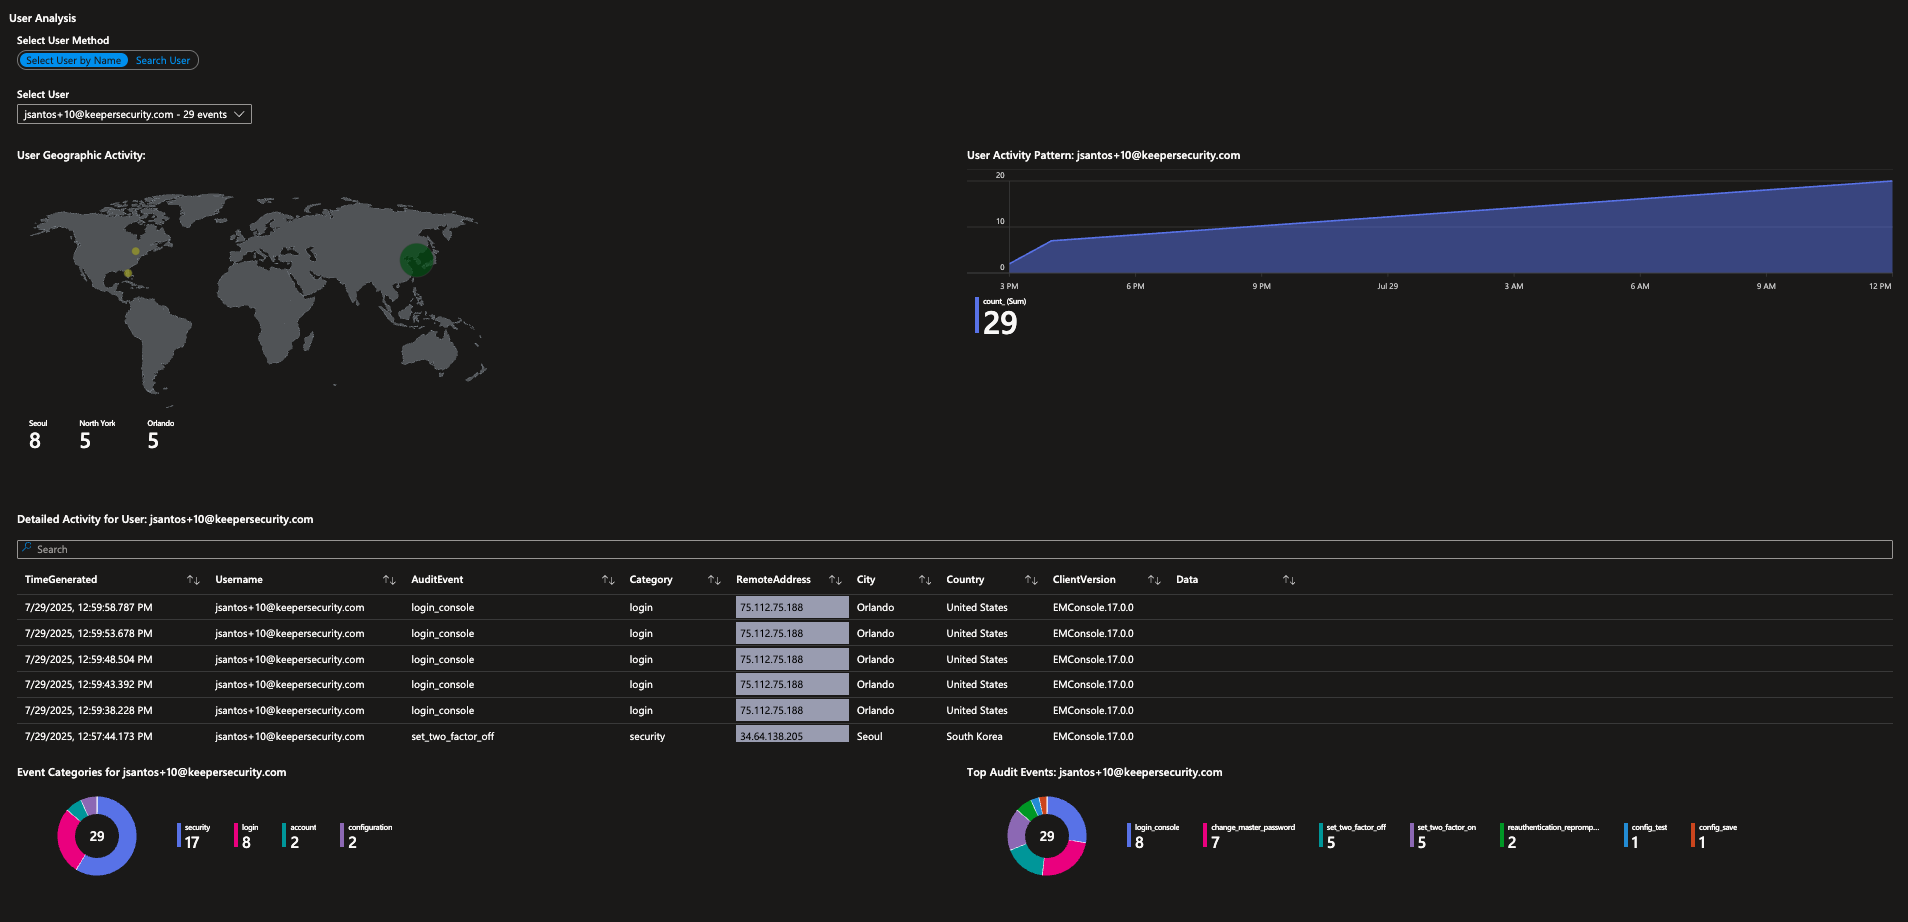 User Analysis
Select User Method
Select User by Name Search User
Select User
jsantos+10@keepersecurity.com - 29 events
User Geographic Activity:
Seoul North York Orlando
8 5 5
User Activity Pattern: jsantos+10@keepersecurity.com
20
10
0
3 PM 6 PM 9 PM Jul 29 3 AM 6 AM 9 AM 12 PM
count_ (Sum)
29
Detailed Activity for User: jsantos+10@keepersecurity.com
Search
TimeGenerated Username AuditEvent Category RemoteAddress City Country ClientVersion Data
7/29/2025, 12:59:58.787 PM jsantos+10@keepersecurity.com login_console login 75.112.75.188 Orlando United States EMConsole.17.0.0
7/29/2025, 12:59:53.678 PM jsantos+10@keepersecurity.com login_console login 75.112.75.188 Orlando United States EMConsole.17.0.0
7/29/2025, 12:59:48.504 PM jsantos+10@keepersecurity.com login_console login 75.112.75.188 Orlando United States EMConsole.17.0.0
7/29/2025, 12:59:43.392 PM jsantos+10@keepersecurity.com login_console login 75.112.75.188 Orlando United States EMConsole.17.0.0
7/29/2025, 12:59:38.228 PM jsantos+10@keepersecurity.com login_console login 75.112.75.188 Orlando United States EMConsole.17.0.0
7/29/2025, 12:57:44.173 PM jsantos+10@keepersecurity.com set_two_factor_off security 34.64.138.205 Seoul South Korea EMConsole.17.0.0
Event Categories for jsantos+10@keepersecurity.com
29
security login account configuration
17 8 2 2
Top Audit Events: jsantos+10@keepersecurity.com
29
login_console change_master_password set_two_factor_off set_two_factor_on reauthentication_repromp... config_test config_save
8 7 5 5 2 1 1